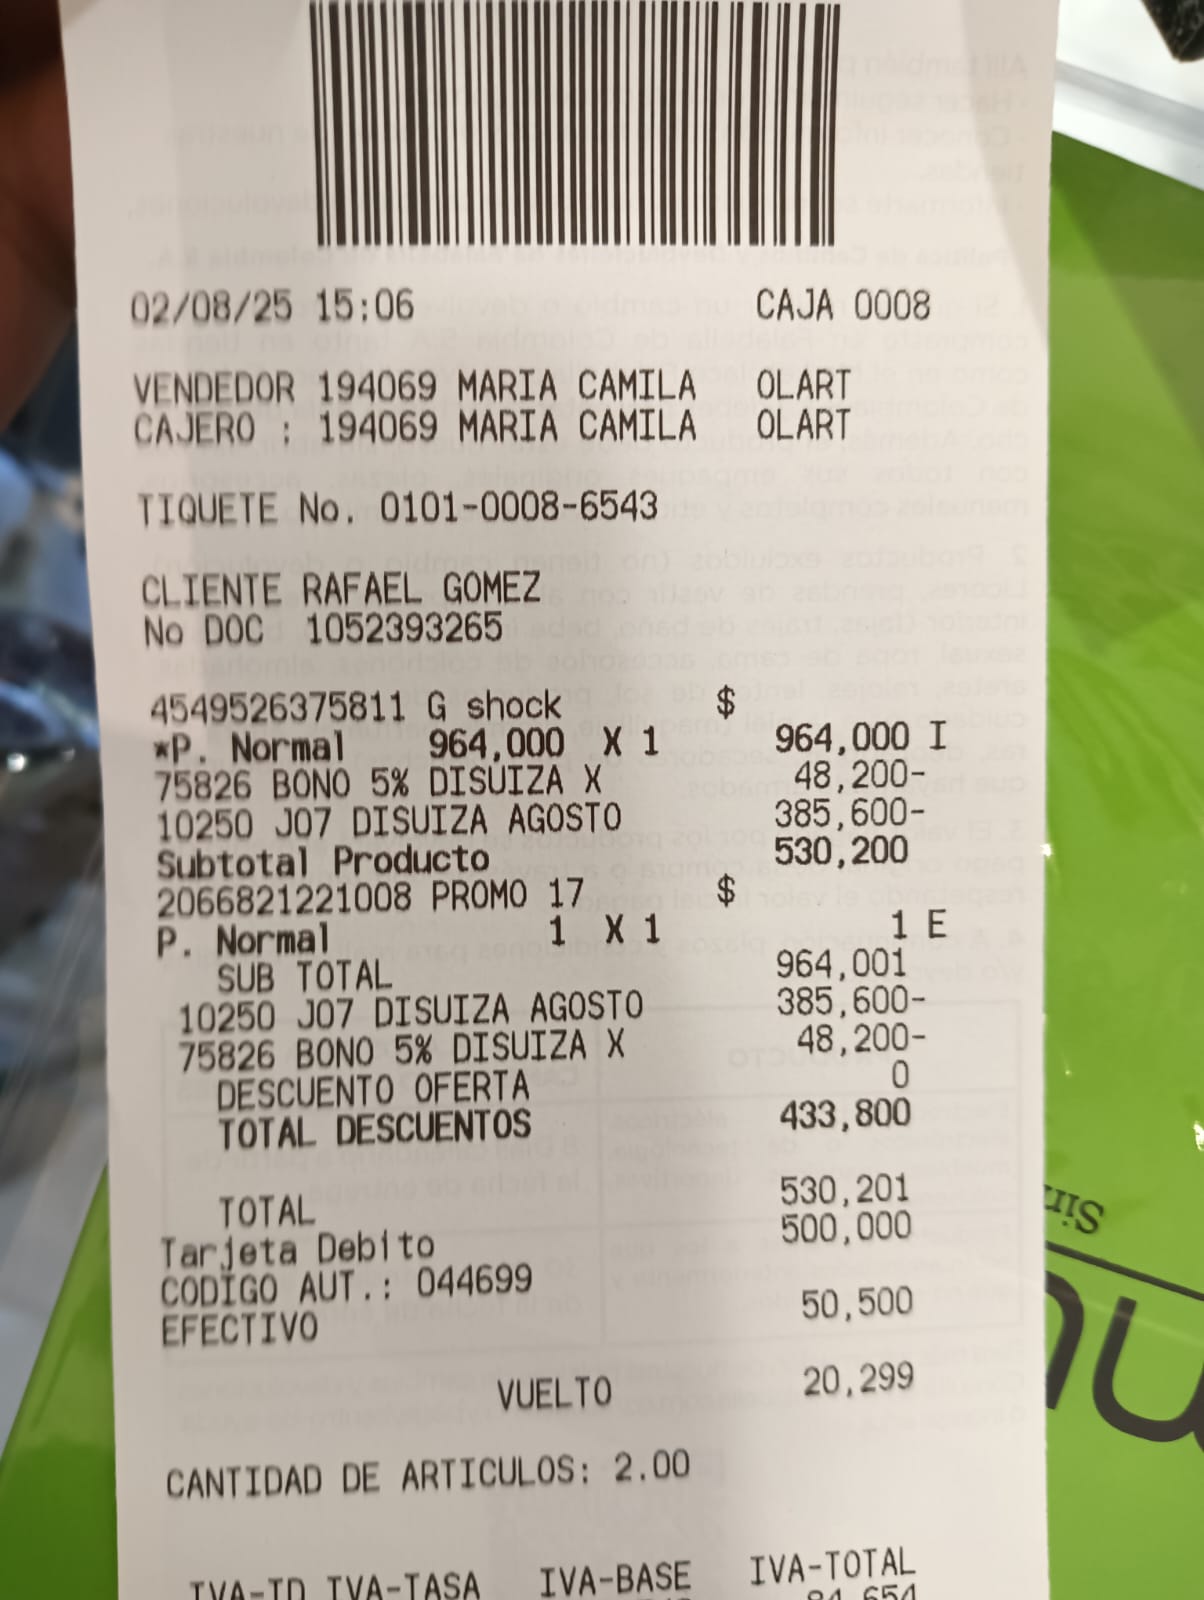 02/08/25 15:06 CAJA 0008
VENDEDOR 194069 MARIA CAMILA OLART
CAJERO : 194069 MARIA CAMILA OLART
TIQUETE No. 0101-0008-6543
CLIENTE RAFAEL GOMEZ
No DOC 1052393265
4549526375811 G shock $
*P. Normal 964,000 X 1 964,000 I
75826 BONO 5% DISUIZA X 48,200-
10250 J07 DISUIZA AGOSTO 385,600-
Subtotal Producto 530,200
2066821221008 PROMO 17 $
P. Normal 1 X 1 1 E
SUB TOTAL 964,001
10250 J07 DISUIZA AGOSTO 385,600-
75826 BONO 5% DISUIZA X 48,200-
DESCUENTO OFERTA 0
TOTAL DESCUENTOS 433,800
TOTAL 530,201
Tarjeta Debito 500,000
CODIGO AUT.: 044699
EFECTIVO 50,500
VUELTO 20,299
CANTIDAD DE ARTICULOS: 2.00
IVA-ID IVA-TASA IVA-BASE IVA-TOTAL